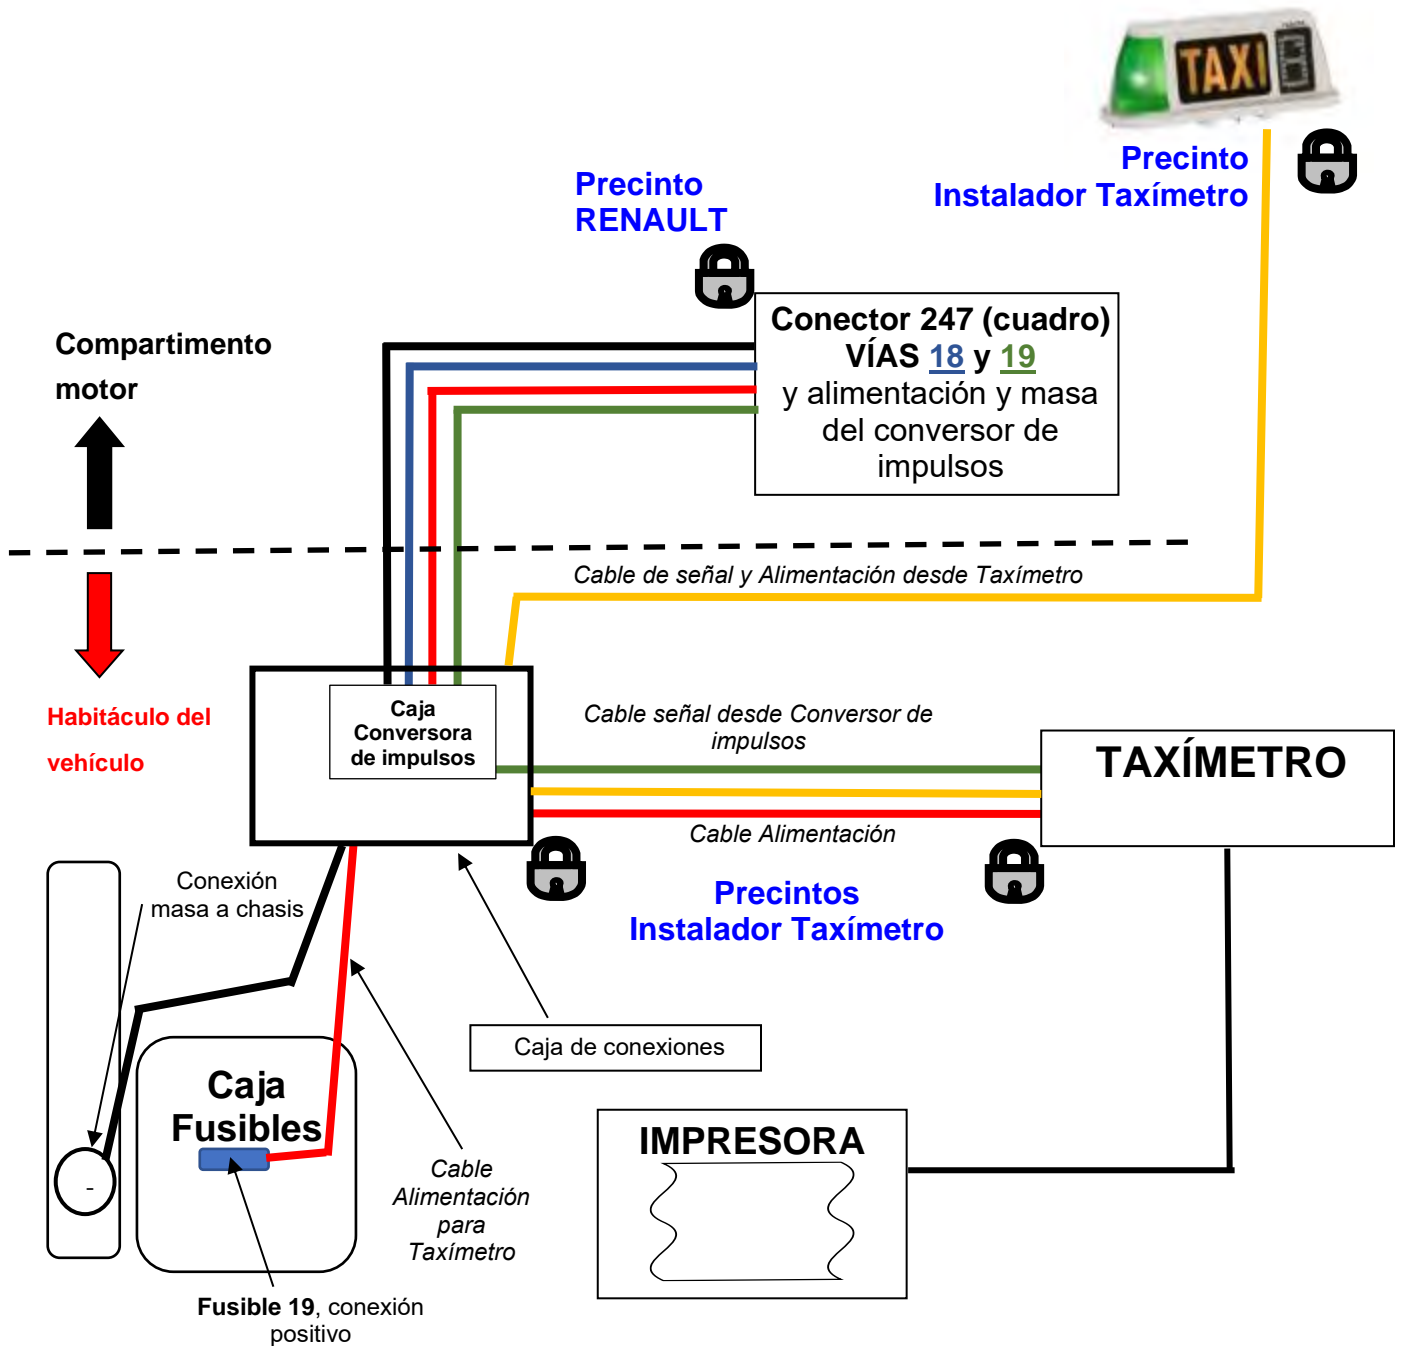 TAXI
Precinto
Instalador Taxímetro
Precinto
RENAULT
Conector 247 (cuadro)
VÍAS 18 y 19
y alimentación y masa
del conversor de
impulsos
Compartimento
motor
Cable de señal y Alimentación desde Taxímetro
Habitáculo del
vehículo
Caja
Conversora
de impulsos
Cable señal desde Conversor de
impulsos
TAXÍMETRO
Cable Alimentación
Precintos
Instalador Taxímetro
Conexión
masa a chasis
Caja de conexiones
Caja
Fusibles
-
Cable
Alimentación
para
Taxímetro
IMPRESORA
Fusible 19, conexión
positivo